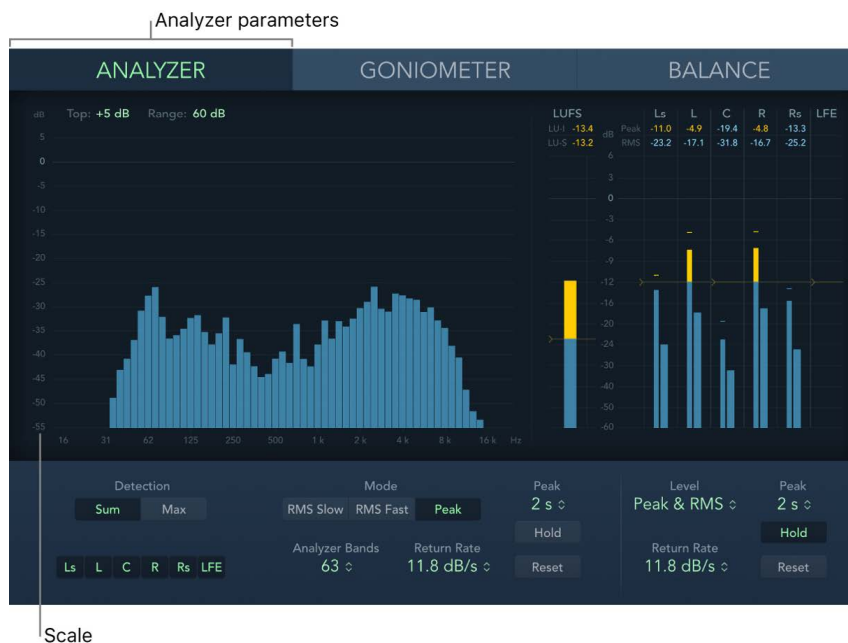 Analyzer parameters
ANALYZER GONIOMETER BALANCE
dB Top: +5 dB Range: 60 dB
5
0
-5
-10
-15
-20
-25
-30
-35
-40
-45
-50
-55
16 31 62 125 250 500 1 k 2 k 4 k 8 k 16 k Hz
LUFS
LU-I -13.4
LU-S -13.2
Ls L C R Rs LFE
Peak -11.0 -4.9 -19.4 -4.8 -13.3
RMS -23.2 -17.1 -31.8 -16.7 -25.2
dB
6
3
0
-3
-6
-9
-12
-16
-20
-24
-30
-40
-50
-60
Detection
Sum Max
Ls L C R Rs LFE
Mode
RMS Slow RMS Fast Peak
Analyzer Bands
63
Return Rate
11.8 dB/s
Peak
2 s
Hold
Reset
Level
Peak & RMS
Return Rate
11.8 dB/s
Peak
2 s
Hold
Reset
Scale